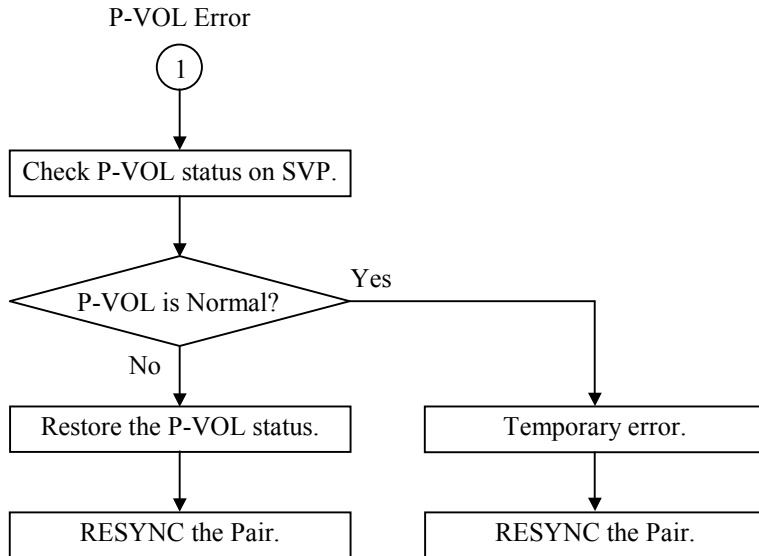 P-VOL Error
1
Check P-VOL status on SVP.
P-VOL is Normal?
Yes
No
Restore the P-VOL status.
Temporary error.
RESYNC the Pair.
RESYNC the Pair.